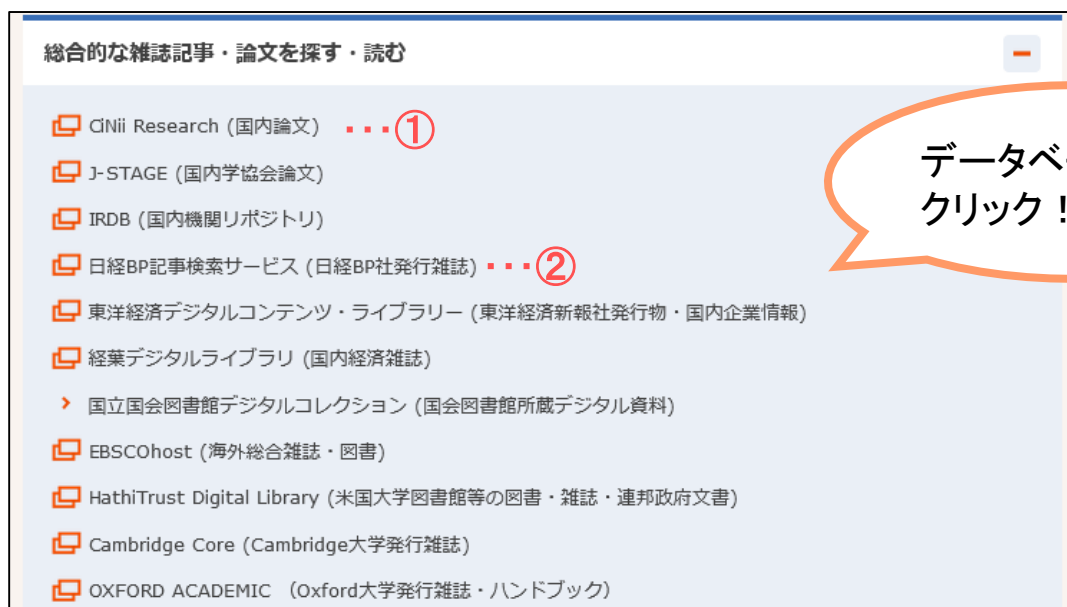 総合的な雑誌記事・論文を探す・読む
CiNii Research (国内論文) ・・・①
J-STAGE (国内学協会論文)
IRDB (国内機関リポジトリ)
日経BP記事検索サービス (日経BP社発行雑誌) ・・・②
東洋経済デジタルコンテンツ・ライブラリー (東洋経済新報社発行物・国内企業情報)
経葉デジタルライブラリ (国内経済雑誌)
国立国会図書館デジタルコレクション (国会図書館所蔵デジタル資料)
EBSCOhost (海外総合雑誌・図書)
HathiTrust Digital Library (米国大学図書館等の図書・雑誌・連邦政府文書)
Cambridge Core (Cambridge大学発行雑誌)
OXFORD ACADEMIC (Oxford大学発行雑誌・ハンドブック)
データベ
クリック！